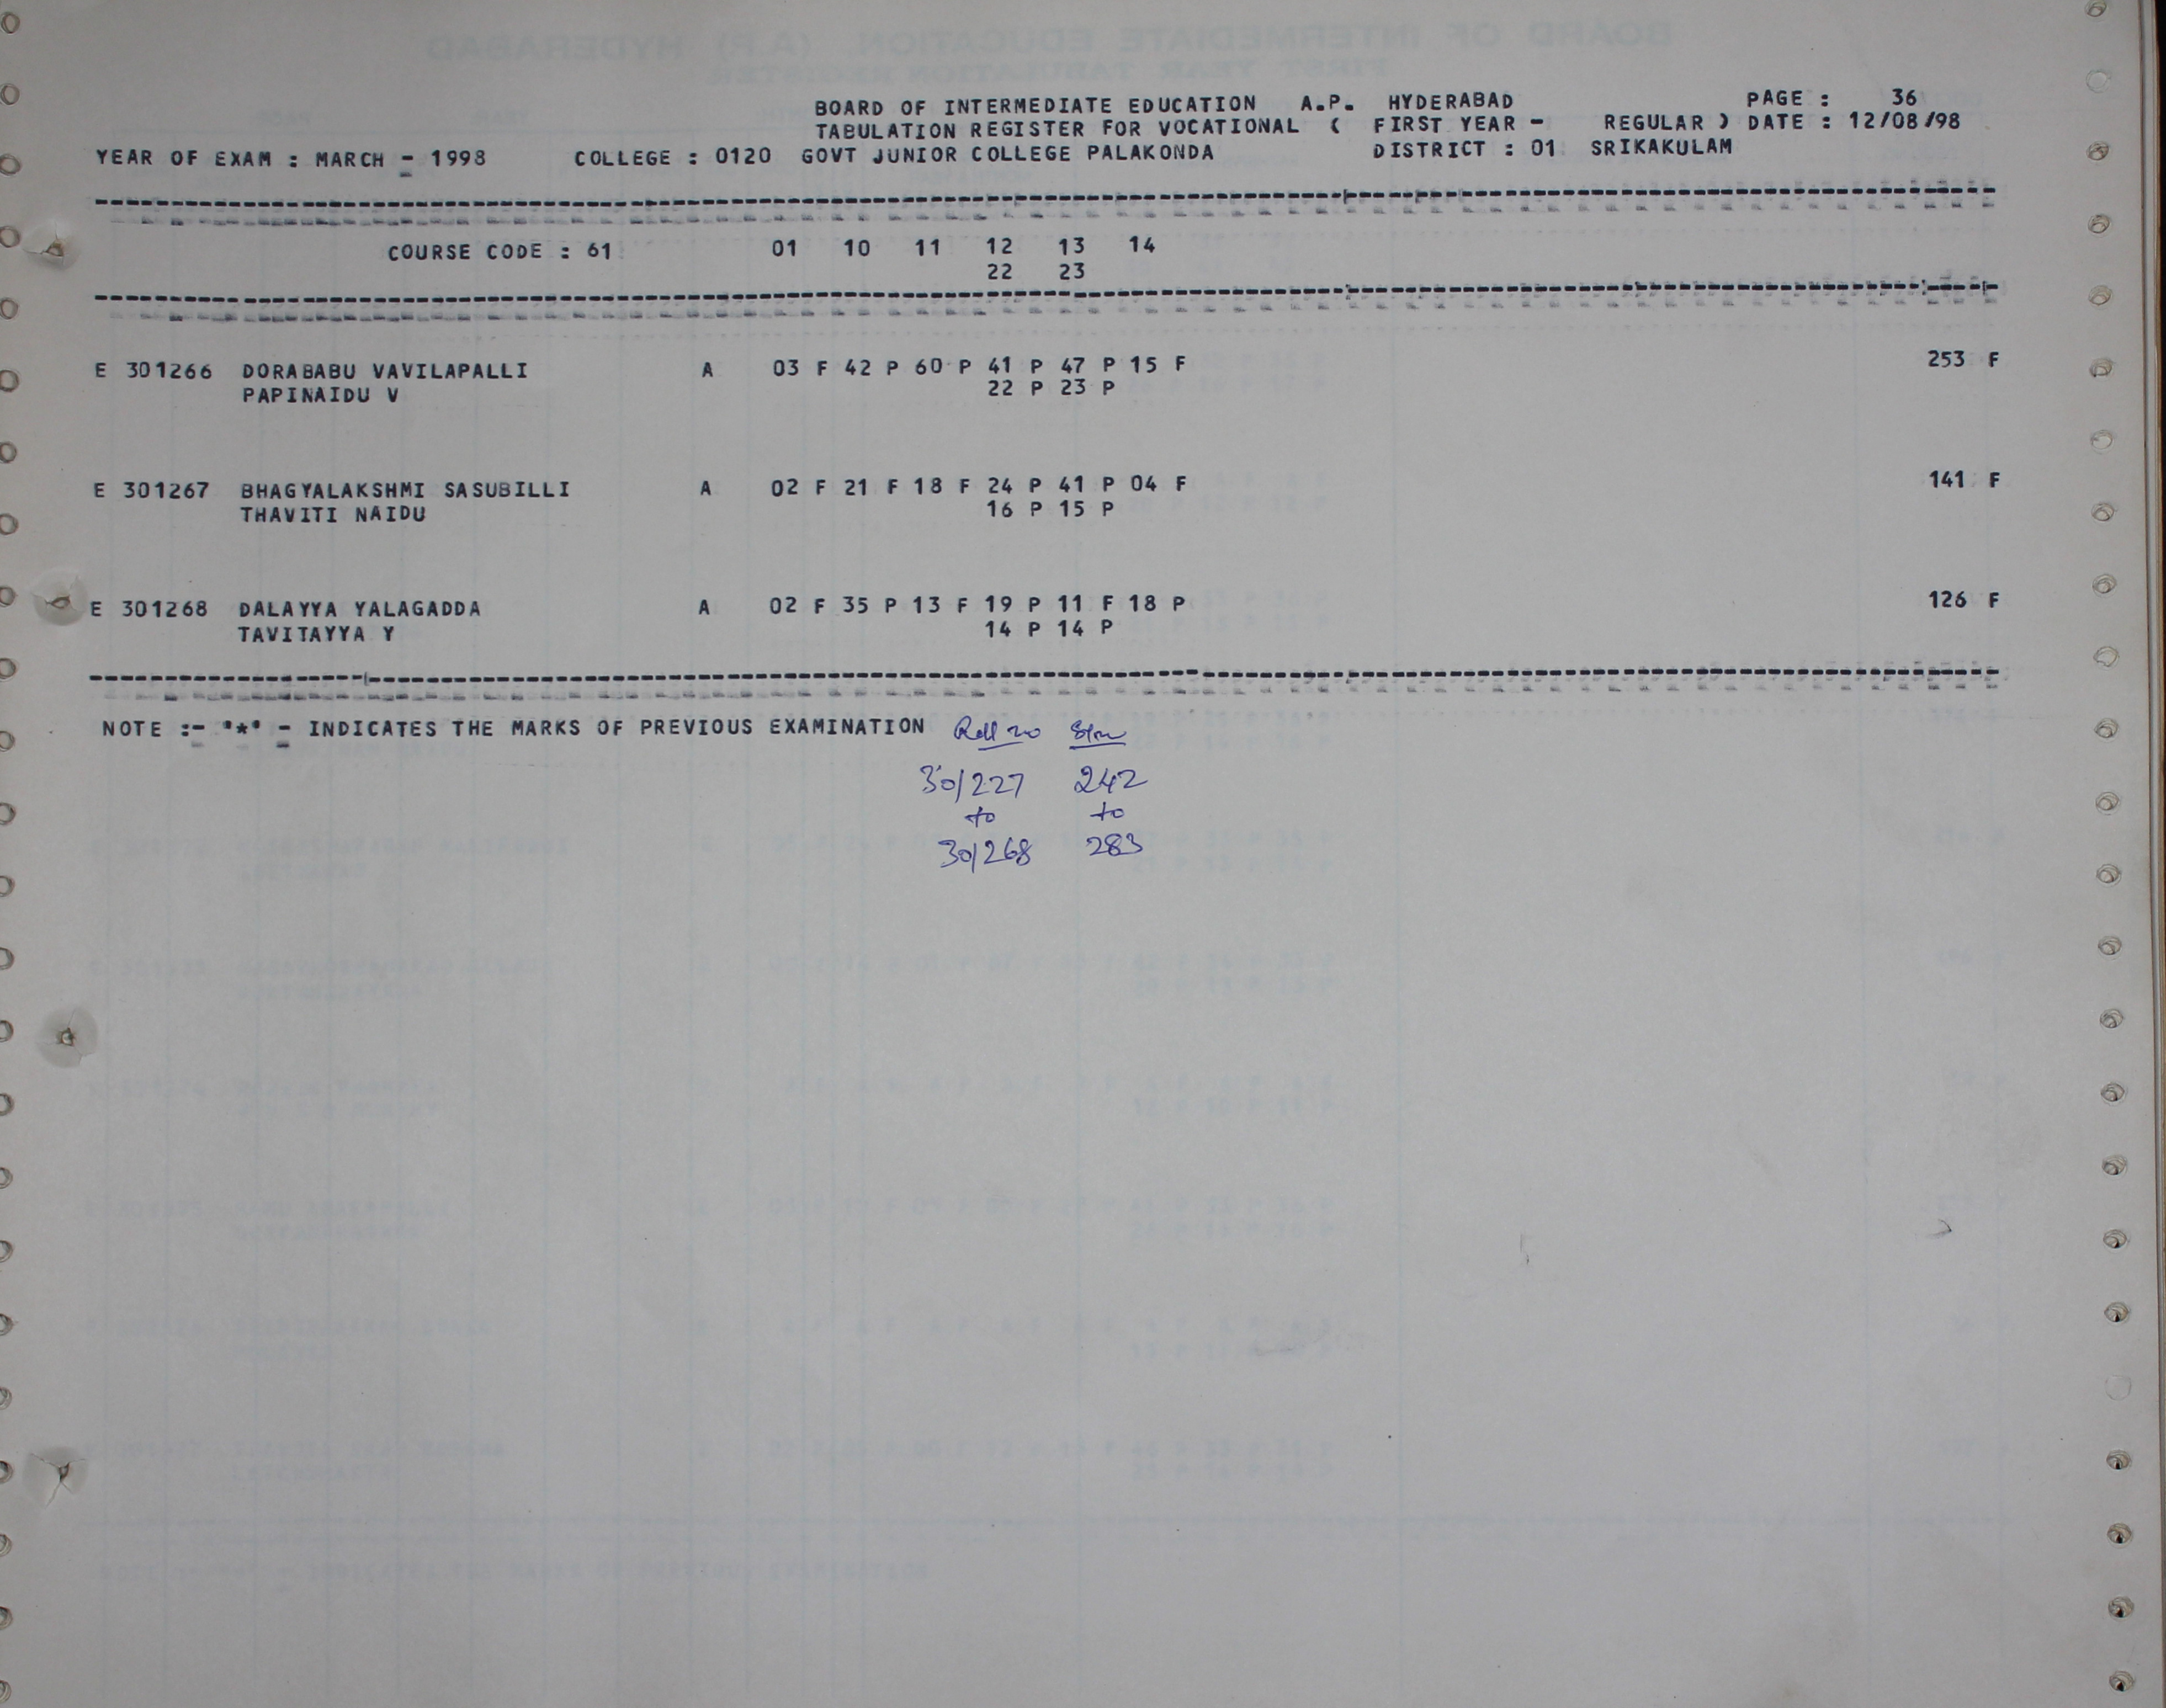 BOARD OF INTERMEDIATE EDUCATION A.P. HYDERABAD PAGE : 36
TABULATION REGISTER FOR VOCATIONAL ( FIRST YEAR - REGULAR ) DATE : 12/08/98
YEAR OF EXAM : MARCH - 1998 COLLEGE : 0120 GOVT JUNIOR COLLEGE PALAKONDA DISTRICT : 01 SRIKAKULAM
COURSE CODE : 61 01 10 11 12 13 14
22 23
E 301266 DORABABU VAVILAPALLI A 03 F 42 P 60 P 41 P 47 P 15 F 253 F
PAPINAIDU V 22 P 23 P
E 301267 BHAGYALAKSHMI SASUBILLI A 02 F 21 F 18 F 24 P 41 P 04 F 141 F
THAVITI NAIDU 16 P 15 P
E 301268 DALAYYA YALAGADDA A 02 F 35 P 13 F 19 P 11 F 18 P 126 F
TAVITAYYA Y 14 P 14 P
NOTE :- '*' - INDICATES THE MARKS OF PREVIOUS EXAMINATION Roll no
301227 242
to to
301268 283